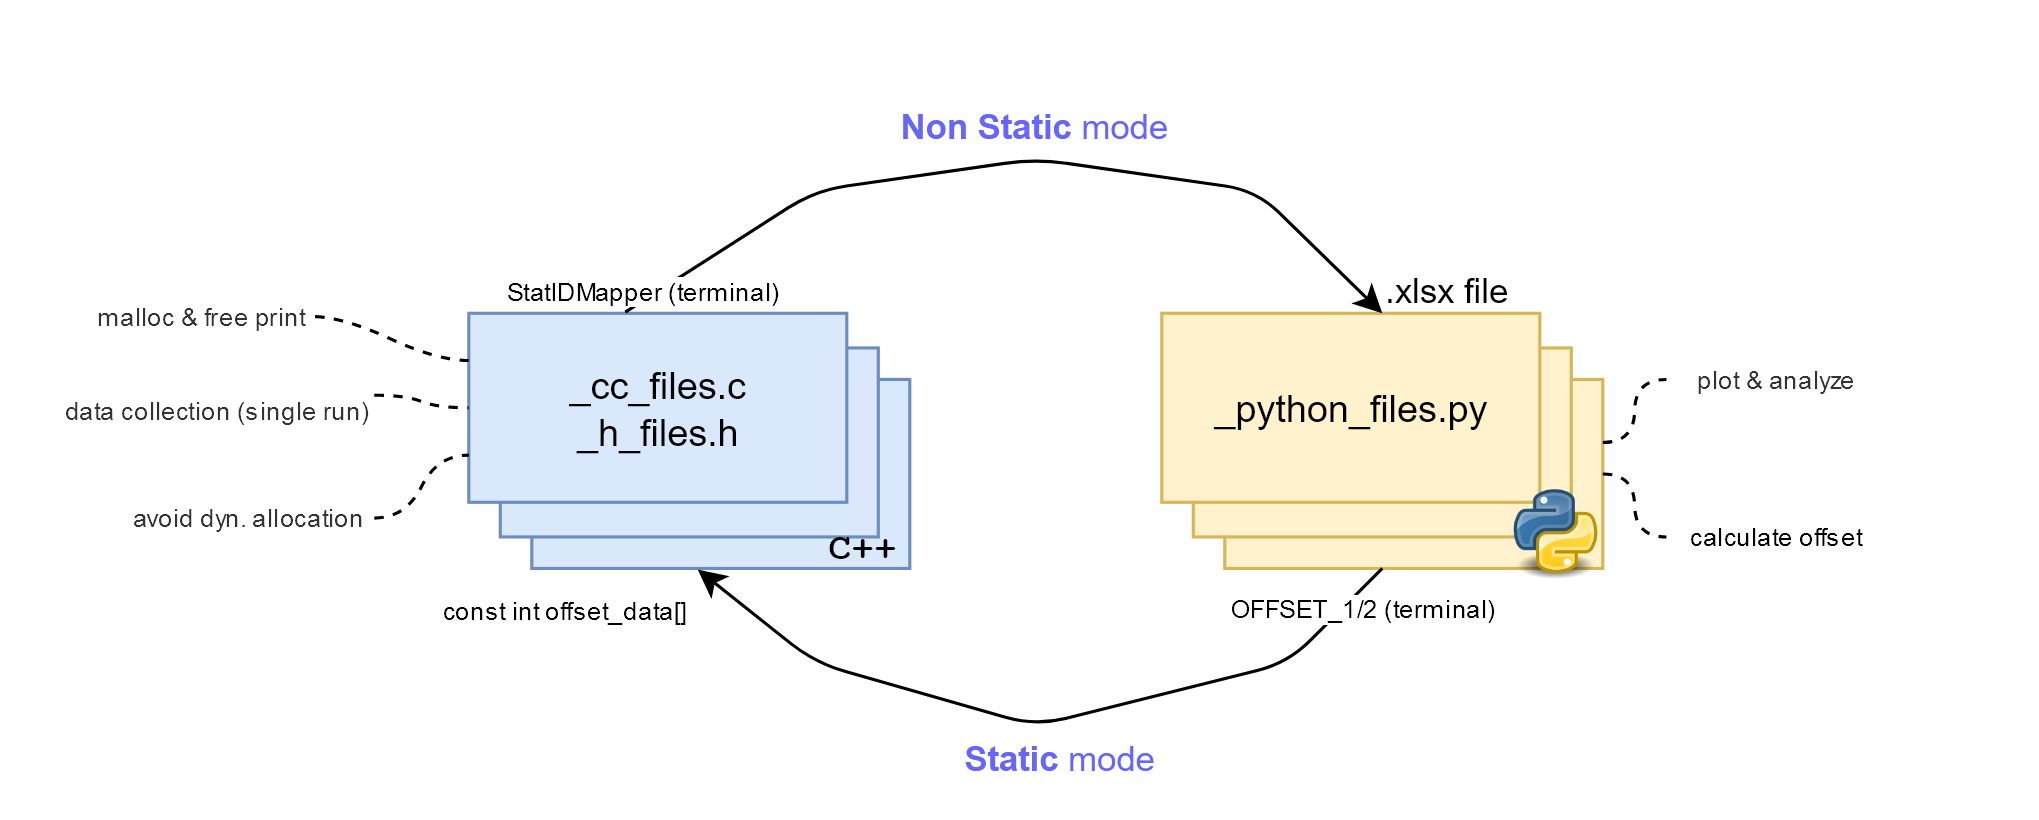 Non Static mode
StatIDMapper (terminal)
.xlsx file
malloc & free print
data collection (single run)
avoid dyn. allocation
_cc_files.c
_h_files.h
C++
_python_files.py
plot & analyze
calculate offset
const int offset_data[]
OFFSET_1/2 (terminal)
Static mode